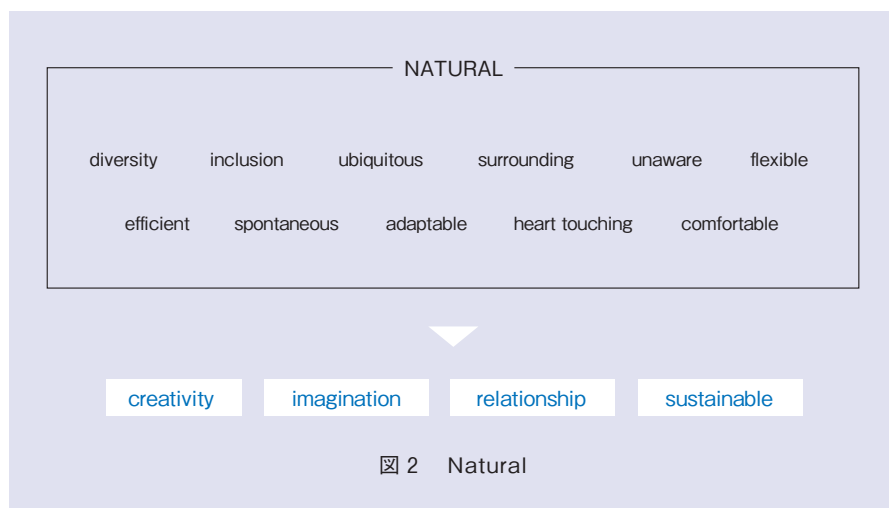 NATURAL
diversity inclusion ubiquitous surrounding unaware flexible
efficient spontaneous adaptable heart touching comfortable
creativity imagination relationship sustainable
図 2 Natural